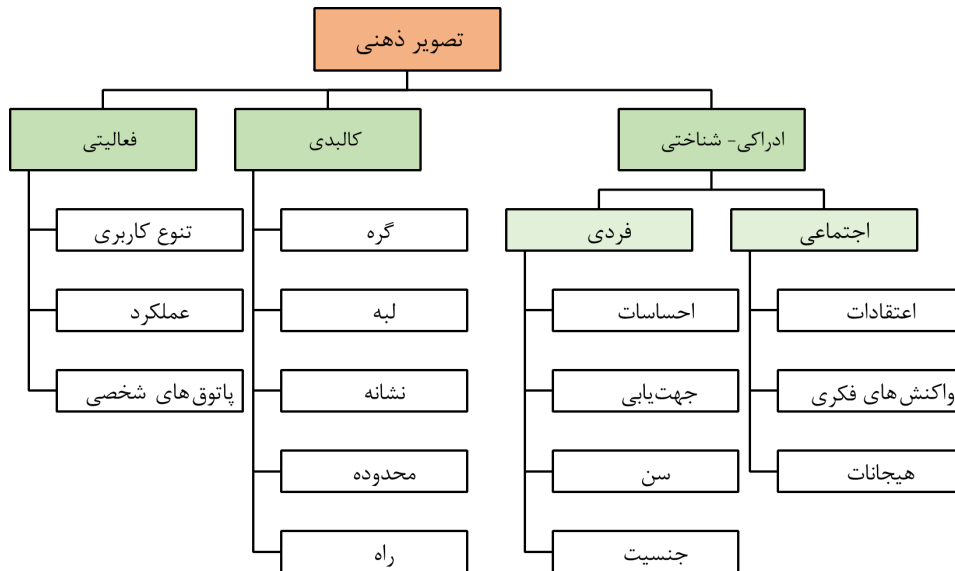 تصویر ذهنی
ادراکی- شناختی
کالبدی
فعالیتی
اجتماعی
فردی
گره
تنوع کاربری
اعتقادات
احساسات
لبه
عملکرد
واکنش‌های فکری
جهت‌یابی
نشانه
پاتوق‌های شخصی
هیجانات
سن
محدوده
جنسیت
راه